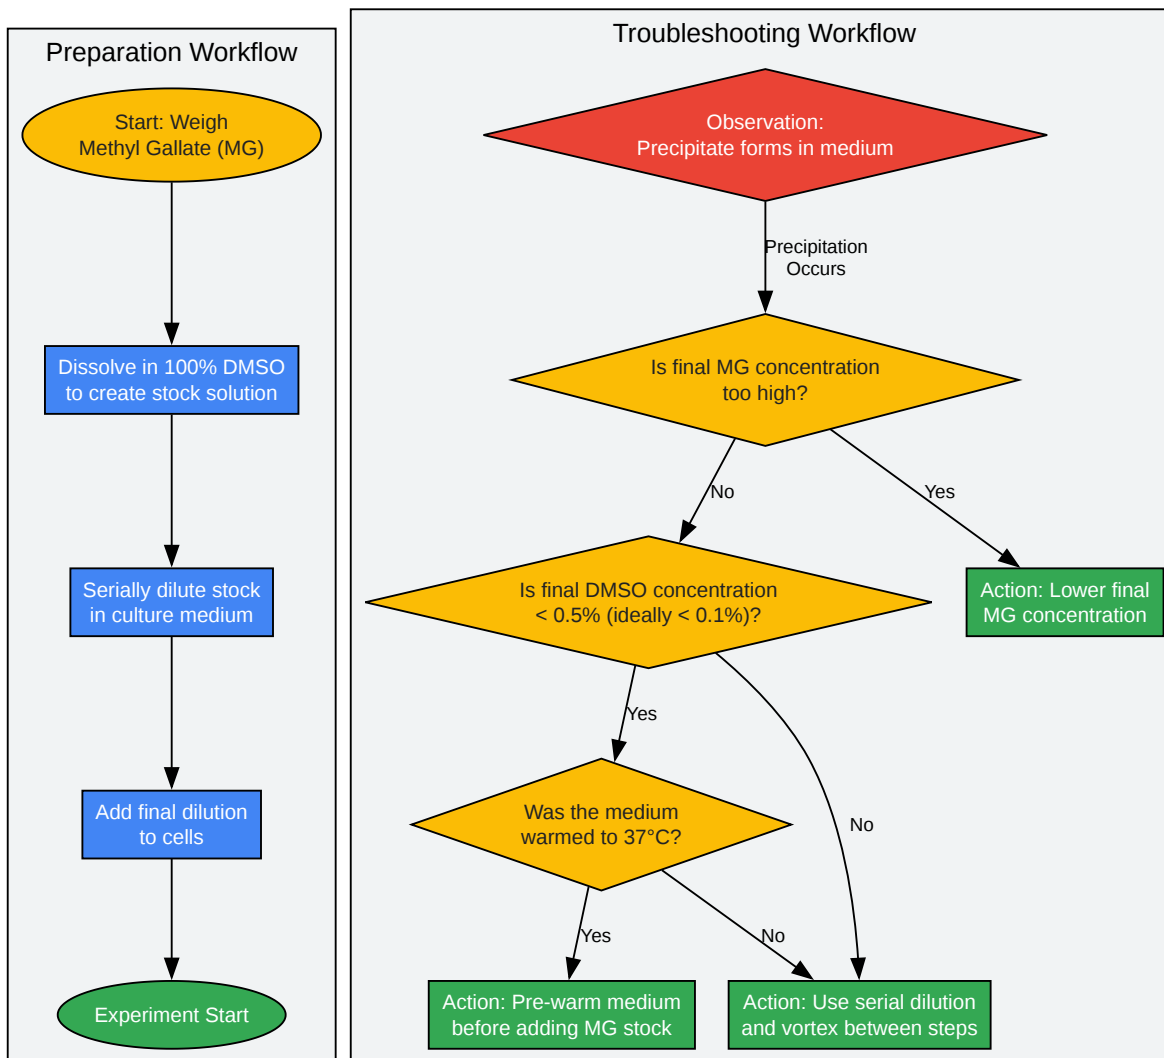 Preparation Workflow
Start: Weigh
Methyl Gallate (MG)
Dissolve in 100% DMSO
to create stock solution
Serially dilute stock
in culture medium
Add final dilution
to cells
Experiment Start
Troubleshooting Workflow
Observation:
Precipitate forms in medium
Precipitation
Occurs
Is final MG concentration
too high?
No
Yes
Is final DMSO concentration
< 0.5% (ideally < 0.1%)?
Action: Lower final
MG concentration
Yes
No
Was the medium
warmed to 37°C?
Yes
No
Action: Pre-warm medium
before adding MG stock
Action: Use serial dilution
and vortex between steps